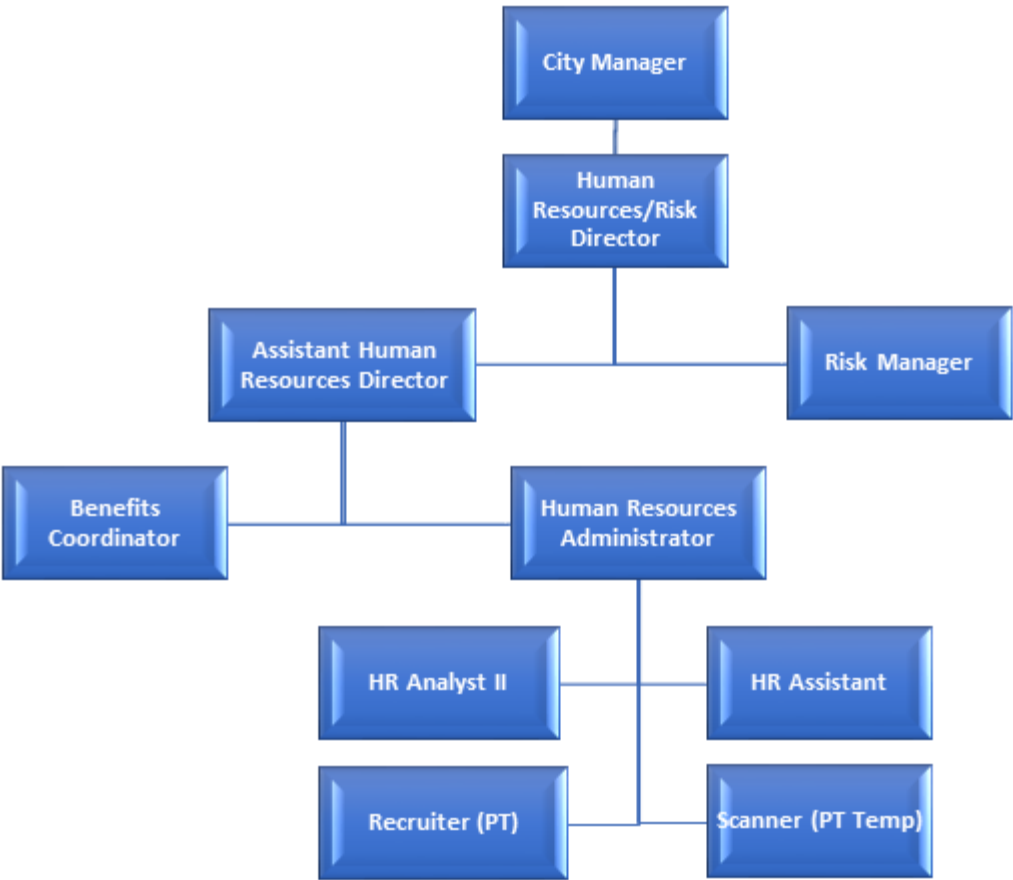 City Manager
Human
Resources/Risk
Director
Assistant Human
Resources Director
Risk Manager
Benefits
Coordinator
Human Resources
Administrator
HR Analyst II
HR Assistant
Recruiter (PT)
Scanner (PT Temp)